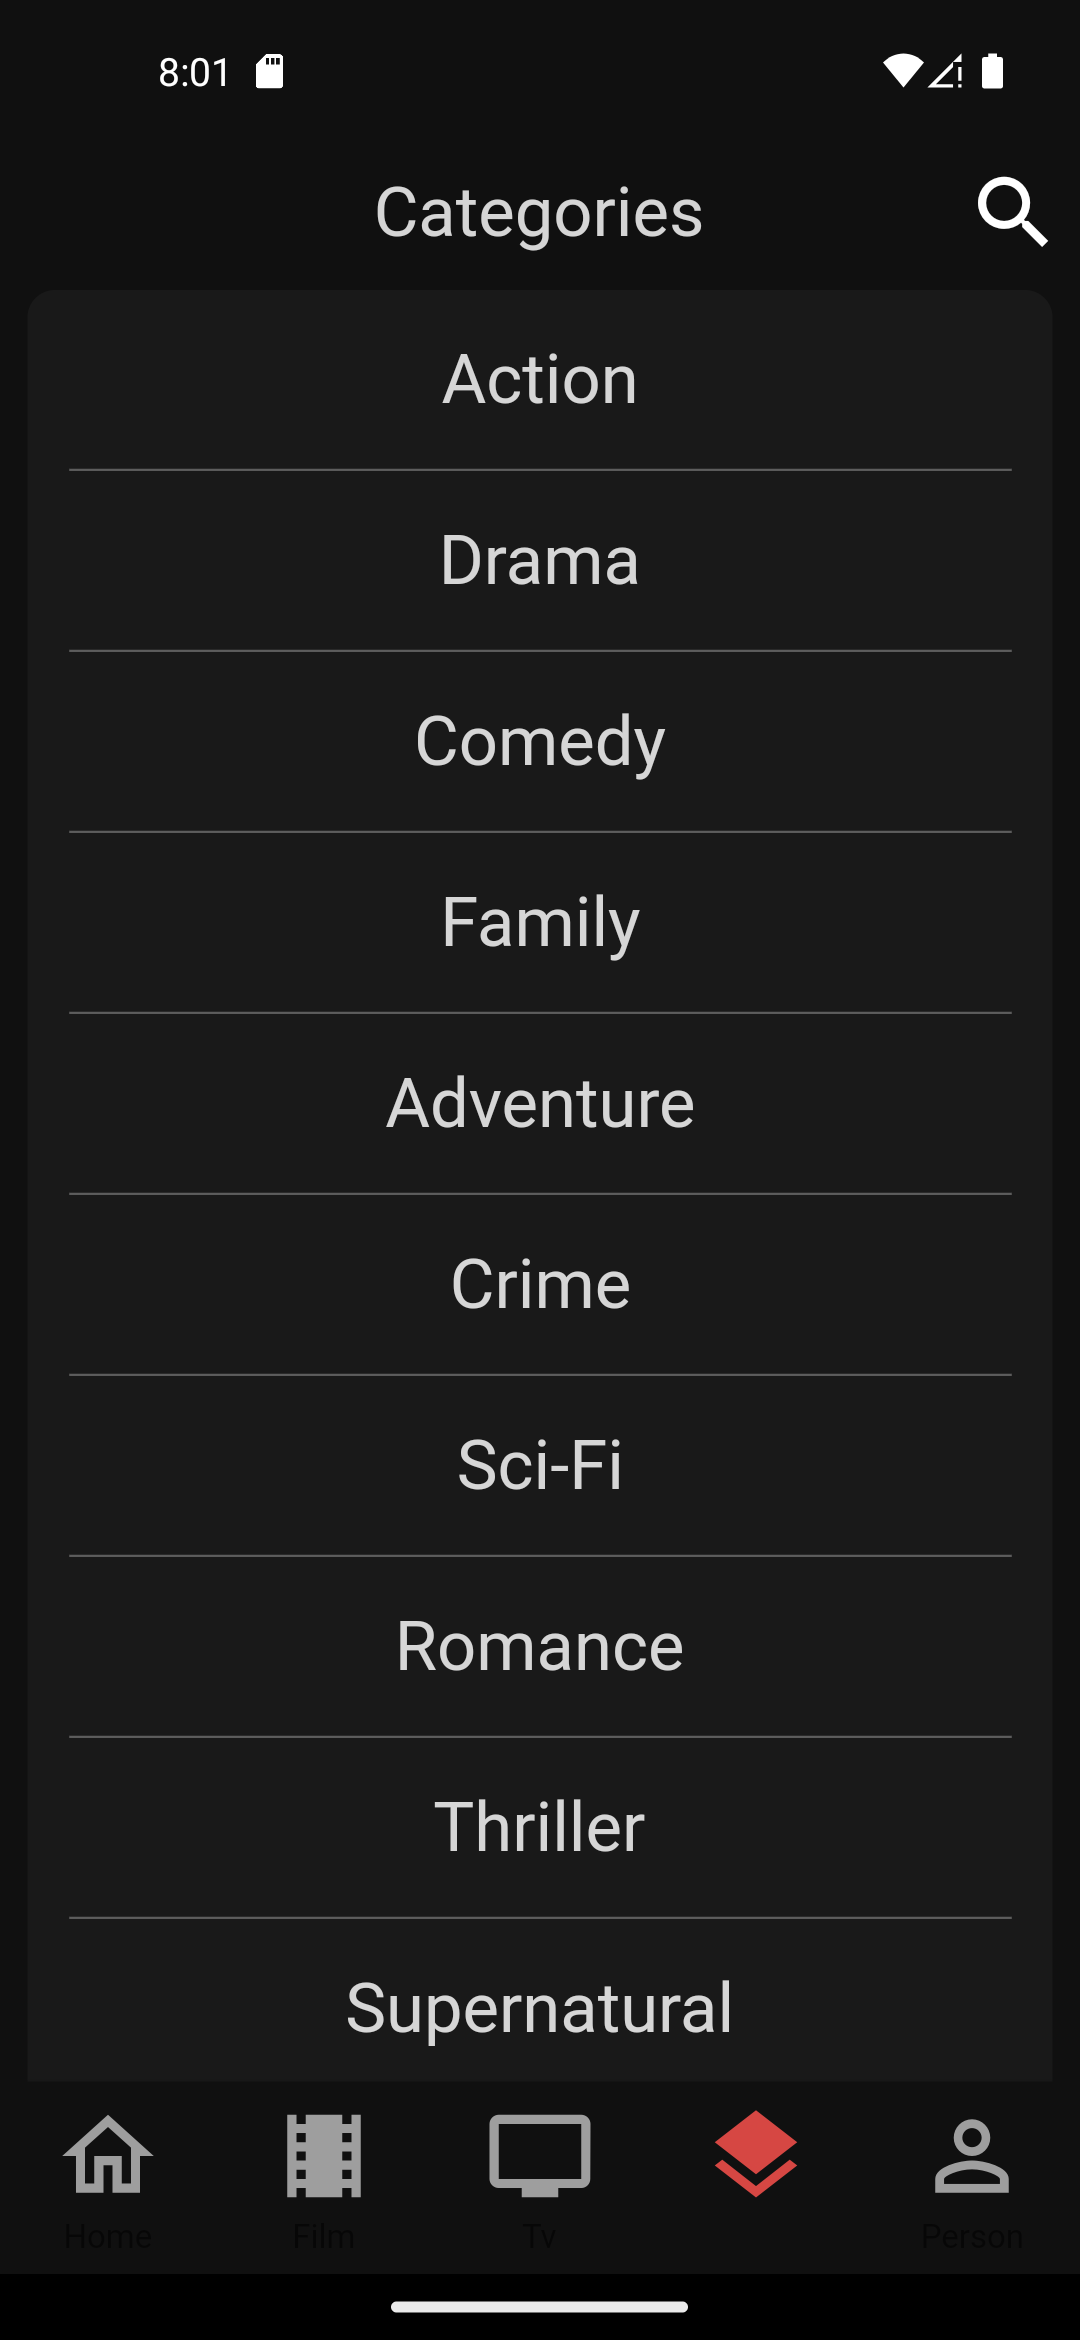 8:01
Categories
Action
Drama
Comedy
Family
Adventure
Crime
Sci-Fi
Romance
Thriller
Supernatural
Home
Film
Tv
Person